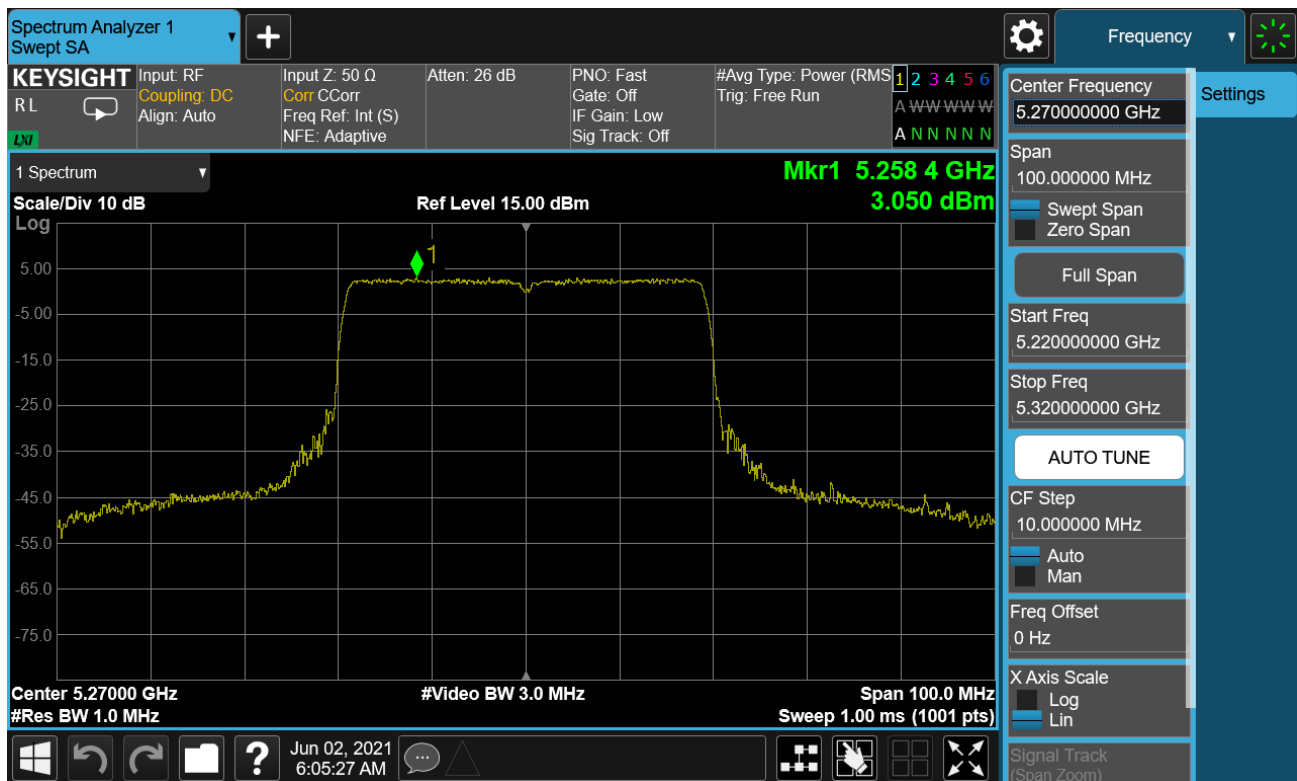 Spectrum Analyzer 1
Swept SA
Frequency
KEYSIGHT
R L
LXI
Input: RF
Coupling: DC
Align: Auto
Input Z: 50 Ω
Corr CCorr
Freq Ref: Int (S)
NFE: Adaptive
Atten: 26 dB
PNO: Fast
Gate: Off
IF Gain: Low
Sig Track: Off
#Avg Type: Power (RMS
Trig: Free Run
1 2 3 4 5 6
A W W W W W
A N N N N N
1 Spectrum
Mkr1 5.258 4 GHz
Scale/Div 10 dB Ref Level 15.00 dBm 3.050 dBm
Log
1
5.00
-5.00
-15.0
-25.0
-35.0
-45.0
-55.0
-65.0
-75.0
Center 5.27000 GHz #Video BW 3.0 MHz Span 100.0 MHz
#Res BW 1.0 MHz Sweep 1.00 ms (1001 pts)
?
Jun 02, 2021
6:05:27 AM
Center Frequency
5.270000000 GHz
Settings
Span
100.000000 MHz
Swept Span
Zero Span
Full Span
Start Freq
5.220000000 GHz
Stop Freq
5.320000000 GHz
AUTO TUNE
CF Step
10.000000 MHz
Auto
Man
Freq Offset
0 Hz
X Axis Scale
Log
Lin
Signal Track
(Span Zoom)